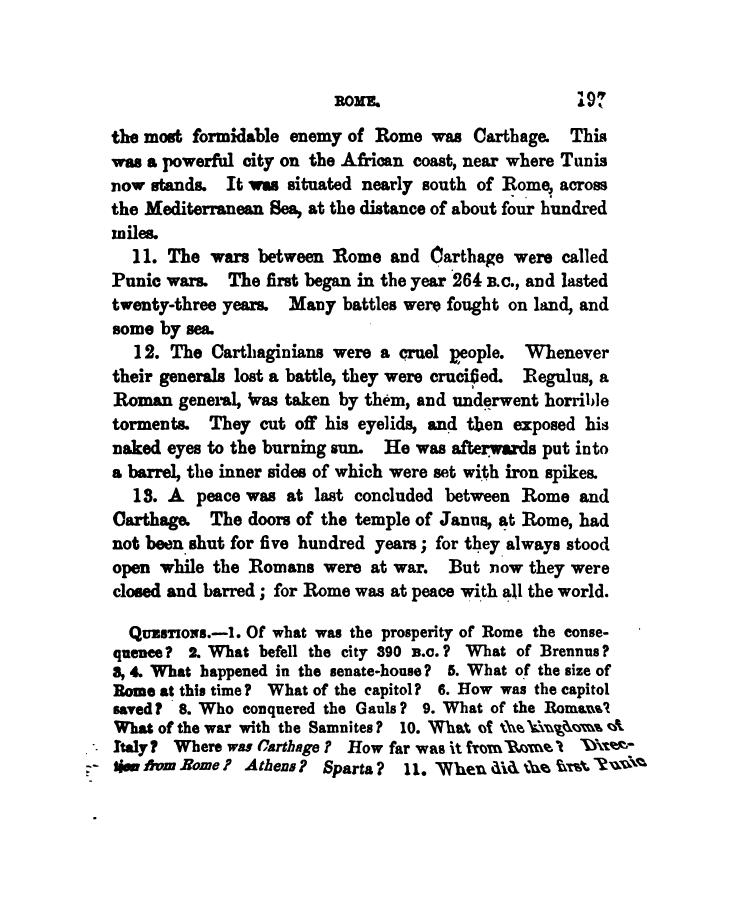 ROME. 197
the most formidable enemy of Rome was Carthage. This
was a powerful city on the African coast, near where Tunis
now stands. It was situated nearly south of Rome, across
the Mediterranean Sea, at the distance of about four hundred
miles.
11. The wars between Rome and Carthage were called
Punic wars. The first began in the year 264 B.C., and lasted
twenty-three years. Many battles were fought on land, and
some by sea.
12. The Carthaginians were a cruel people. Whenever
their generals lost a battle, they were crucified. Regulus, a
Roman general, was taken by them, and underwent horrible
torments. They cut off his eyelids, and then exposed his
naked eyes to the burning sun. He was afterwards put into
a barrel, the inner sides of which were set with iron spikes.
13. A peace was at last concluded between Rome and
Carthage. The doors of the temple of Janus, at Rome, had
not been shut for five hundred years; for they always stood
open while the Romans were at war. But now they were
closed and barred; for Rome was at peace with all the world.
QUESTIONS.—1. Of what was the prosperity of Rome the conse-
quence? 2. What befell the city 390 B.C.? What of Brennus?
3, 4. What happened in the senate-house? 5. What of the size of
Rome at this time? What of the capitol? 6. How was the capitol
saved? 8. Who conquered the Gauls? 9. What of the Romans?
What of the war with the Samnites? 10. What of the kingdoms of
Italy? Where was Carthage? How far was it from Rome? Direc-
tion from Rome? Athens? Sparta? 11. When did the first Punic